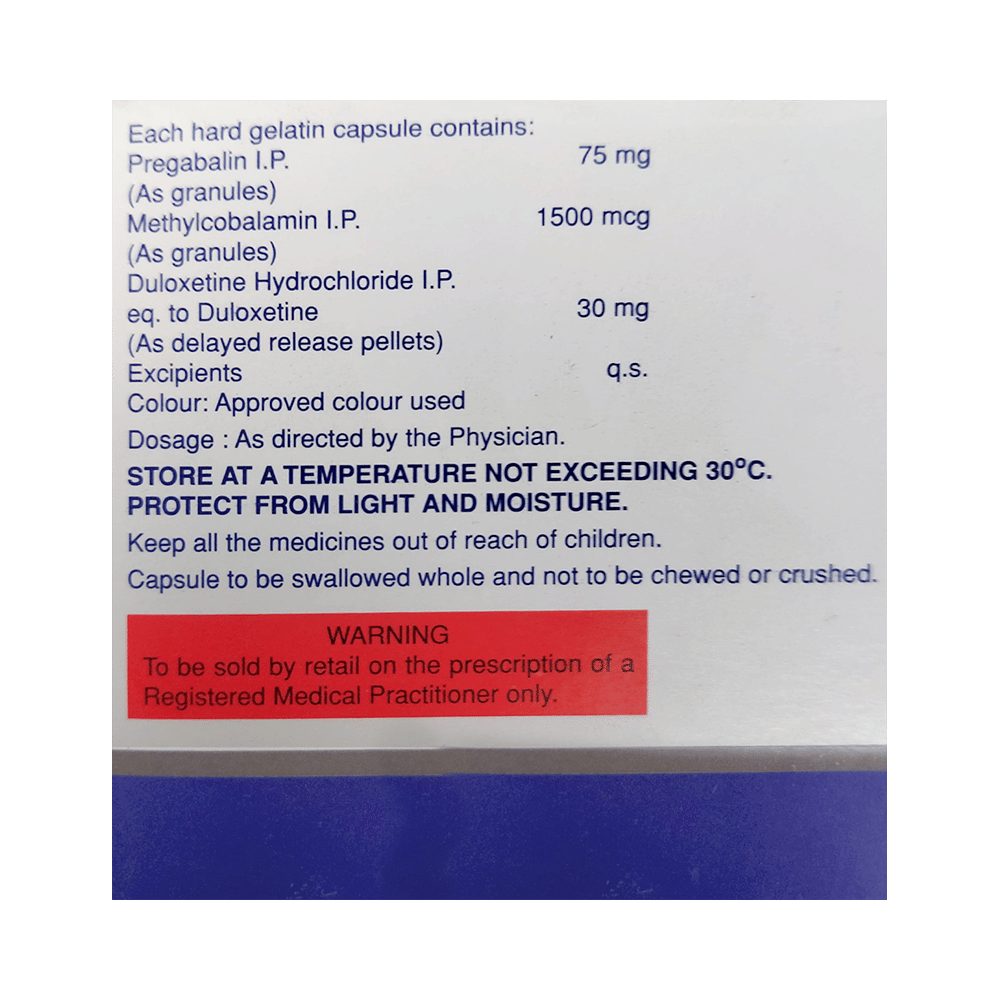 Each hard gelatin capsule contains:
Pregabalin I.P. 75 mg
(As granules)
Methylcobalamin I.P. 1500 mcg
(As granules)
Duloxetine Hydrochloride I.P.
eq. to Duloxetine 30 mg
(As delayed release pellets)
Excipients q.s.
Colour: Approved colour used
Dosage : As directed by the Physician.
STORE AT A TEMPERATURE NOT EXCEEDING 30°C.
PROTECT FROM LIGHT AND MOISTURE.
Keep all the medicines out of reach of children.
Capsule to be swallowed whole and not to be chewed or crushed.
WARNING
To be sold by retail on the prescription of a
Registered Medical Practitioner only.